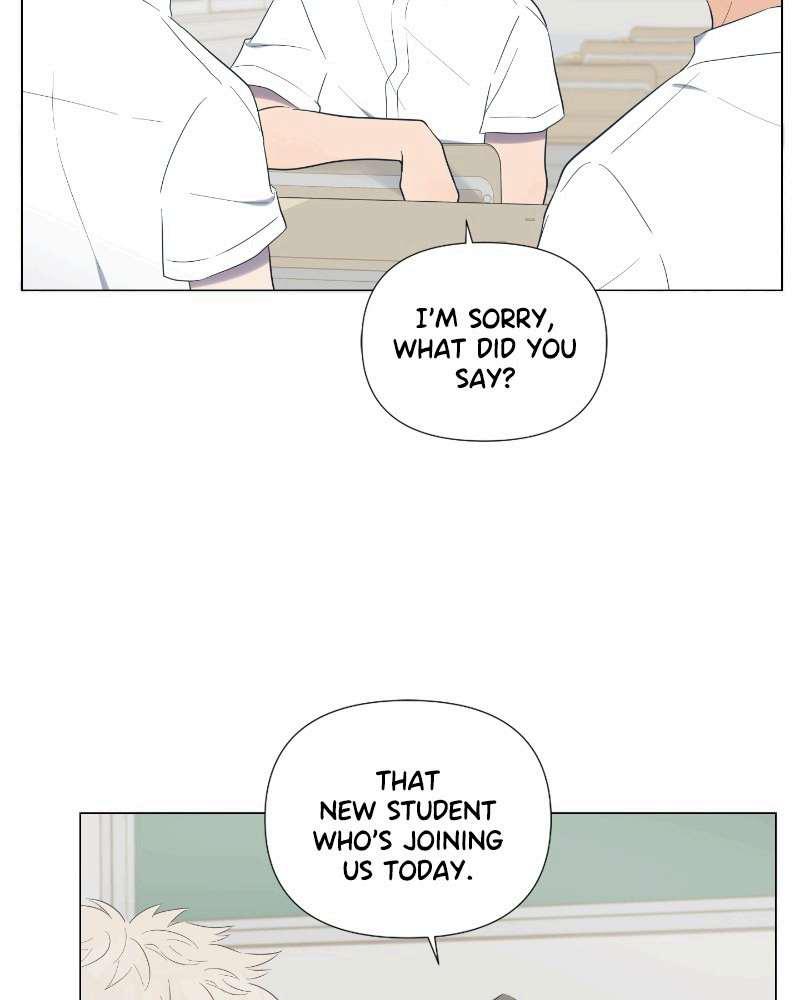 I'M SORRY,
WHAT DID YOU
SAY?
THAT
NEW STUDENT
WHO'S JOINING
US TODAY.